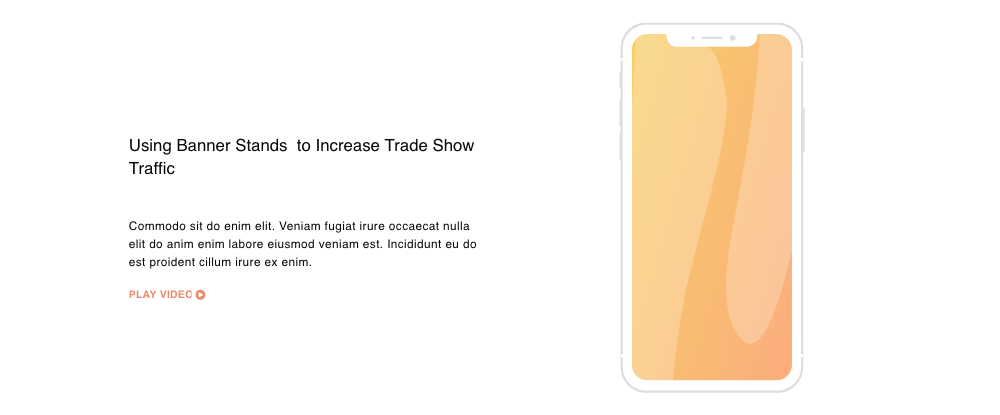 Using Banner Stands  to Increase Trade Show
Traffic
Commodo sit do enim elit. Veniam fugiat irure occaecat nulla
elit do anim enim labore eiusmod veniam est. Incididunt eu do
est proident cillum irure ex enim.
PLAY VIDEO